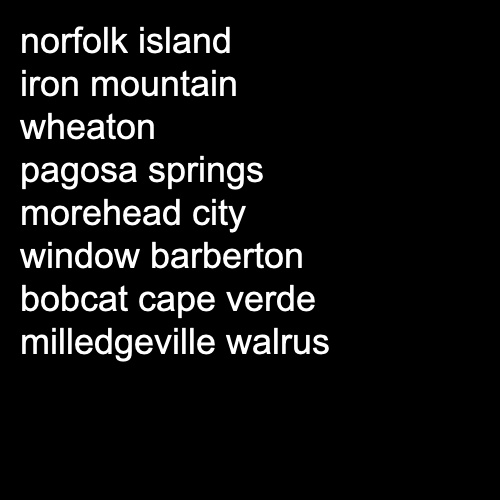 norfolk island
iron mountain
wheaton
pagosa springs
morehead city
window barberton
bobcat cape verde
milledgeville walrus